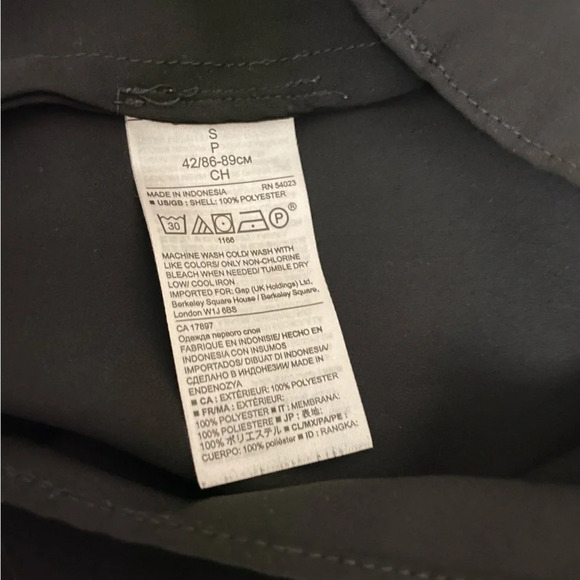 S
P
42/86-89CM
CH
MADE IN INDONESIA RN 54023
■ US/GB : SHELL: 100% POLYESTER
30 P ®
1166
MACHINE WASH COLD/ WASH WITH
LIKE COLORS/ ONLY NON-CHLORINE
BLEACH WHEN NEEDED/ TUMBLE DRY
LOW/ COOL IRON
IMPORTED FOR: Gap (UK Holdings) Ltd.
Berkeley Square House / Berkeley Square,
London W1J 6BS
CA 17897
Одежда первого слоя
FABRIQUE EN INDONISIE/ HECHO EN
INDONESIA CON INSUMOS
IMPORTADOS/ DIBUAT DI INDONESIA/
СДЕЛАНО В ИНДОНЕЗИИ/ MADE IN
ENDENOZYA
■ CA : EXTÉRIEUR: 100% POLYESTER
■ FR/MA : EXTÉRIEUR:
100% POLYESTER ■ IT : MEMBRANA:
100% POLIESTERE ■ JP : 表地:
100% ポリエステル ■ CL/MX/PA/PE :
CUERPO: 100% poliéster ■ ID : RANGKA: